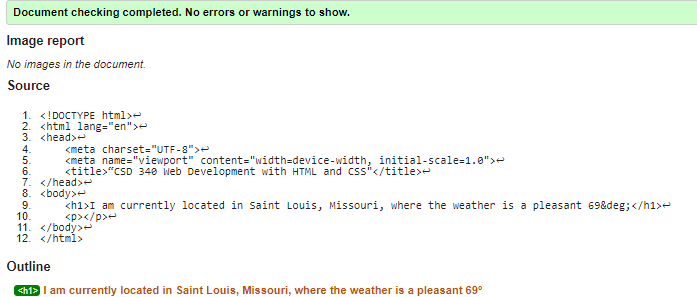 Document checking completed. No errors or warnings to show.
Image report
No images in the document.
Source
1. <!DOCTYPE html>↩
2. <html lang="en">↩
3. <head>↩
4.     <meta charset="UTF-8">↩
5.     <meta name="viewport" content="width=device-width, initial-scale=1.0">↩
6.     <title>“CSD 340 Web Development with HTML and CSS"</title>↩
7. </head>↩
8. <body>↩
9.     <h1>I am currently located in Saint Louis, Missouri, where the weather is a pleasant 69&deg;</h1>↩
10.     <p></p>↩
11. </body>↩
12. </html>
Outline
<h1> I am currently located in Saint Louis, Missouri, where the weather is a pleasant 69°